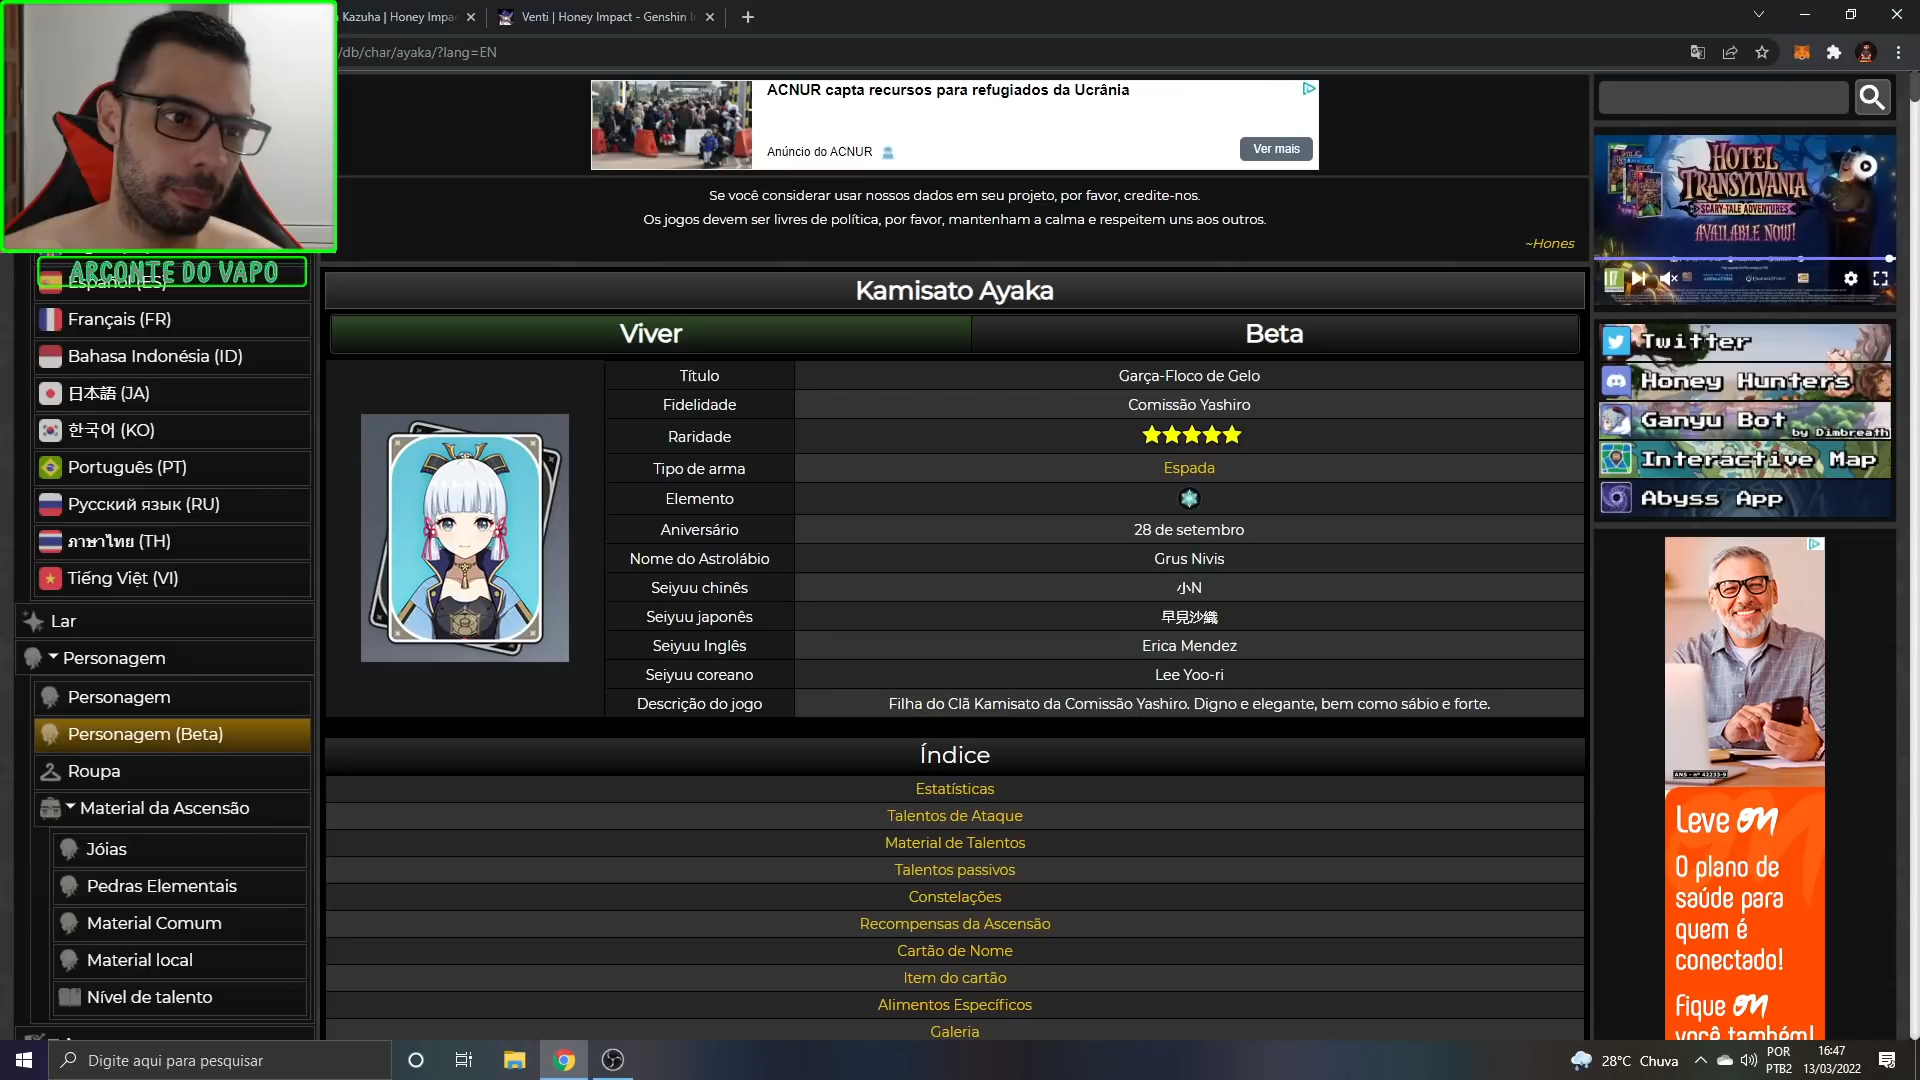 a Kazuha | Honey Impac
Venti | Honey Impact - Genshin I
/db/char/ayaka/?lang=EN
ACNUR capta recursos para refugiados da Ucrânia
Anúncio do ACNUR
Ver mais
Se você considerar usar nossos dados em seu projeto, por favor, credite-nos.
Os jogos devem ser livres de política, por favor, mantenham a calma e respeitem uns aos outros.
~Hones
HOTEL
TRANSYLVANIA
SCARY-TALE ADVENTURES
AVAILABLE NOW!
ARCONTE DO VAPO
Español (ES)
Français (FR)
Bahasa Indonésia (ID)
日本語 (JA)
한국어 (KO)
Português (PT)
Русский язык (RU)
ภาษาไทย (TH)
Tiếng Việt (VI)
Lar
Personagem
Personagem
Personagem (Beta)
Roupa
Material da Ascensão
Jóias
Pedras Elementais
Material Comum
Material local
Nível de talento
Kamisato Ayaka
Viver
Beta
Título
Garça-Floco de Gelo
Fidelidade
Comissão Yashiro
Raridade
Tipo de arma
Espada
Elemento
Aniversário
28 de setembro
Nome do Astrolábio
Grus Nivis
Seiyuu chinês
小N
Seiyuu japonês
早見沙織
Seiyuu Inglês
Erica Mendez
Seiyuu coreano
Lee Yoo-ri
Descrição do jogo
Filha do Clã Kamisato da Comissão Yashiro. Digno e elegante, bem como sábio e forte.
Índice
Estatísticas
Talentos de Ataque
Material de Talentos
Talentos passivos
Constelações
Recompensas da Ascensão
Cartão de Nome
Item do cartão
Alimentos Específicos
Galeria
Twitter
Honey Hunters
Ganyu Bot
by Dimbreath
Interactive Map
Abyss App
ANS - nº 42233-9
Leve on
O plano de
saúde para
quem é
conectado!
Fique on
você também!
Digite aqui para pesquisar
28°C Chuva
POR
PTB2
16:47
13/03/2022